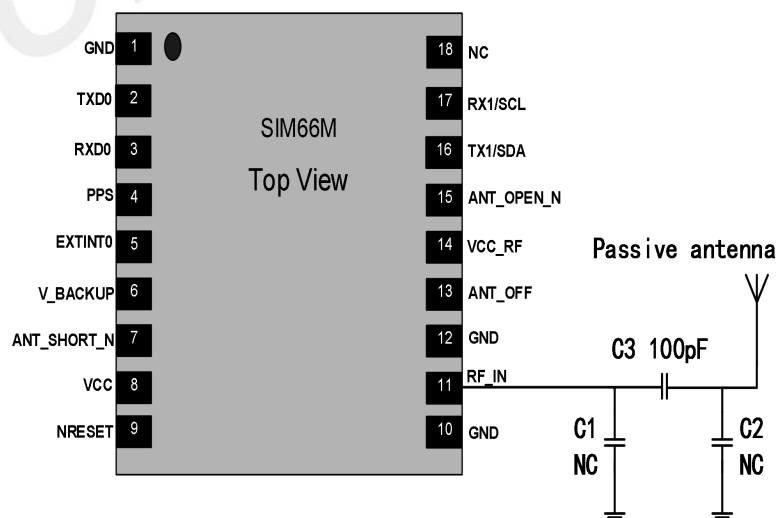 GND 1
TXD0 2
RXD0 3
PPS 4
EXTINT0 5
V_BACKUP 6
ANT_SHORT_N 7
VCC 8
NRESET 9
SIM66M
Top View
18 NC
17 RX1/SCL
16 TX1/SDA
15 ANT_OPEN_N
14 VCC_RF
13 ANT_OFF
12 GND
11 RF_IN
10 GND
Passive antenna
C3 100pF
C1
NC
C2
NC